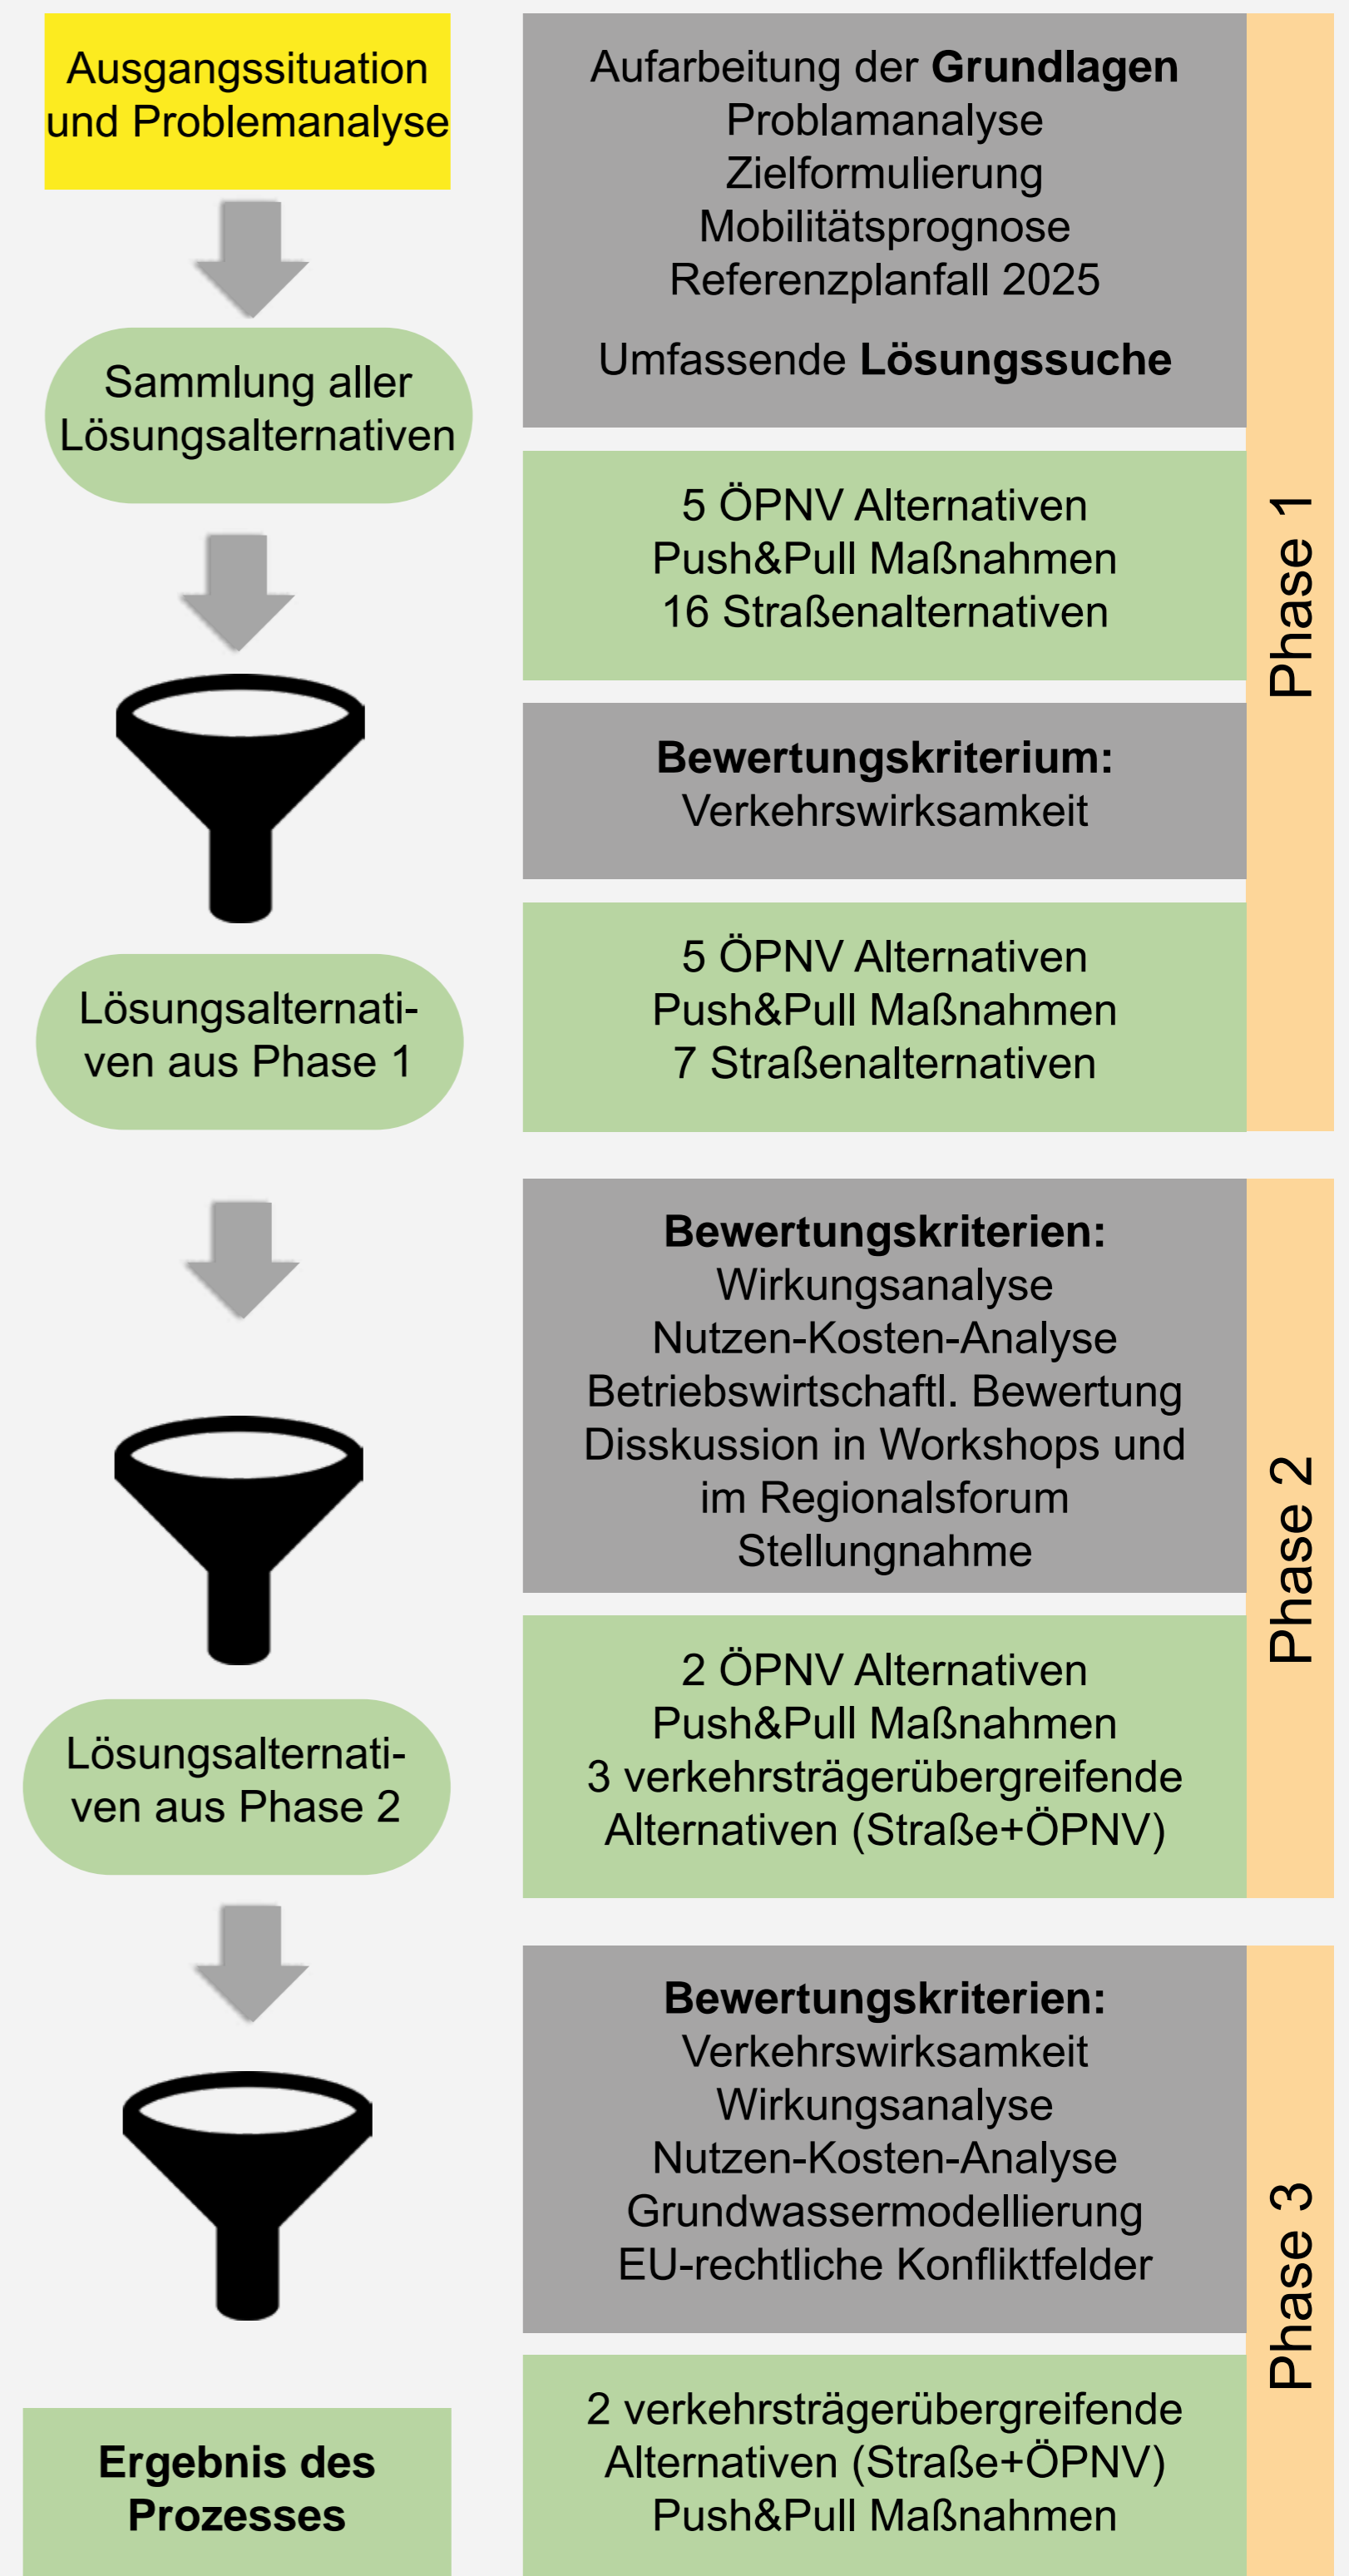 Ausgangssituation
und Problemanalyse
Aufarbeitung der Grundlagen
Problamanalyse
Zielformulierung
Mobilitätsprognose
Referenzplanfall 2025
Umfassende Lösungssuche
Sammlung aller
Lösungsalternativen
5 ÖPNV Alternativen
Push&Pull Maßnahmen
16 Straßenalternativen
Bewertungskriterium:
Verkehrswirksamkeit
Lösungsalternati-
ven aus Phase 1
5 ÖPNV Alternativen
Push&Pull Maßnahmen
7 Straßenalternativen
Phase 1
Bewertungskriterien:
Wirkungsanalyse
Nutzen-Kosten-Analyse
Betriebswirtschaftl. Bewertung
Disskussion in Workshops und
im Regionalsforum
Stellungnahme
Lösungsalternati-
ven aus Phase 2
2 ÖPNV Alternativen
Push&Pull Maßnahmen
3 verkehrsträgerübergreifende
Alternativen (Straße+ÖPNV)
Phase 2
Bewertungskriterien:
Verkehrswirksamkeit
Wirkungsanalyse
Nutzen-Kosten-Analyse
Grundwassermodellierung
EU-rechtliche Konfliktfelder
Ergebnis des
Prozesses
2 verkehrsträgerübergreifende
Alternativen (Straße+ÖPNV)
Push&Pull Maßnahmen
Phase 3